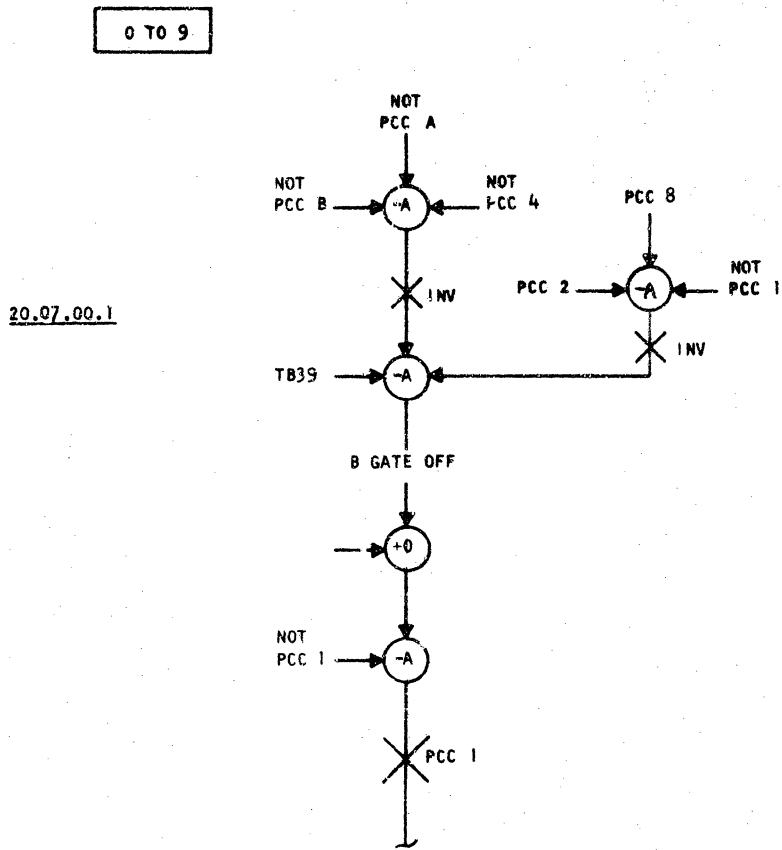 0 TO 9
NOT
PCC A
NOT
PCC B
-A
NOT
PCC 4
PCC 8
PCC 2
-A
NOT
PCC 1
INV
20.07.00.1
INV
TB39
-A
B GATE OFF
+O
NOT
PCC 1
-A
PCC 1